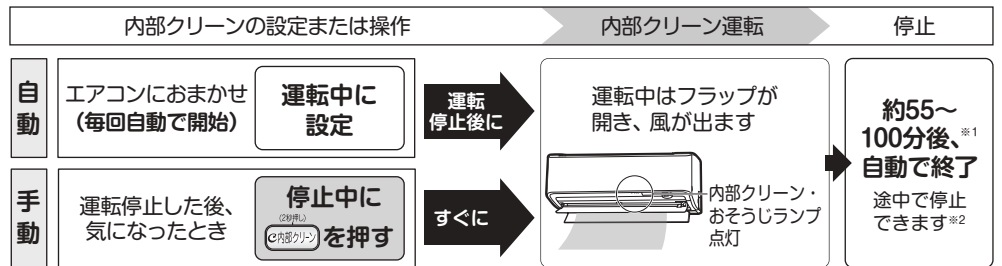 内部クリーンの設定または操作
内部クリーン運転
停止
自動
エアコンにおまかせ
(毎回自動で開始)
運転中に
設定
運転
停止後に
手動
運転停止した後、
気になったとき
停止中に
(2秒押し)
内部クリーン を押す
すぐに
運転中はフラップが
開き、風が出ます
内部クリーン・
おそうじランプ
点灯
約55~
100分後、※1
自動で終了
途中で停止
できます※2